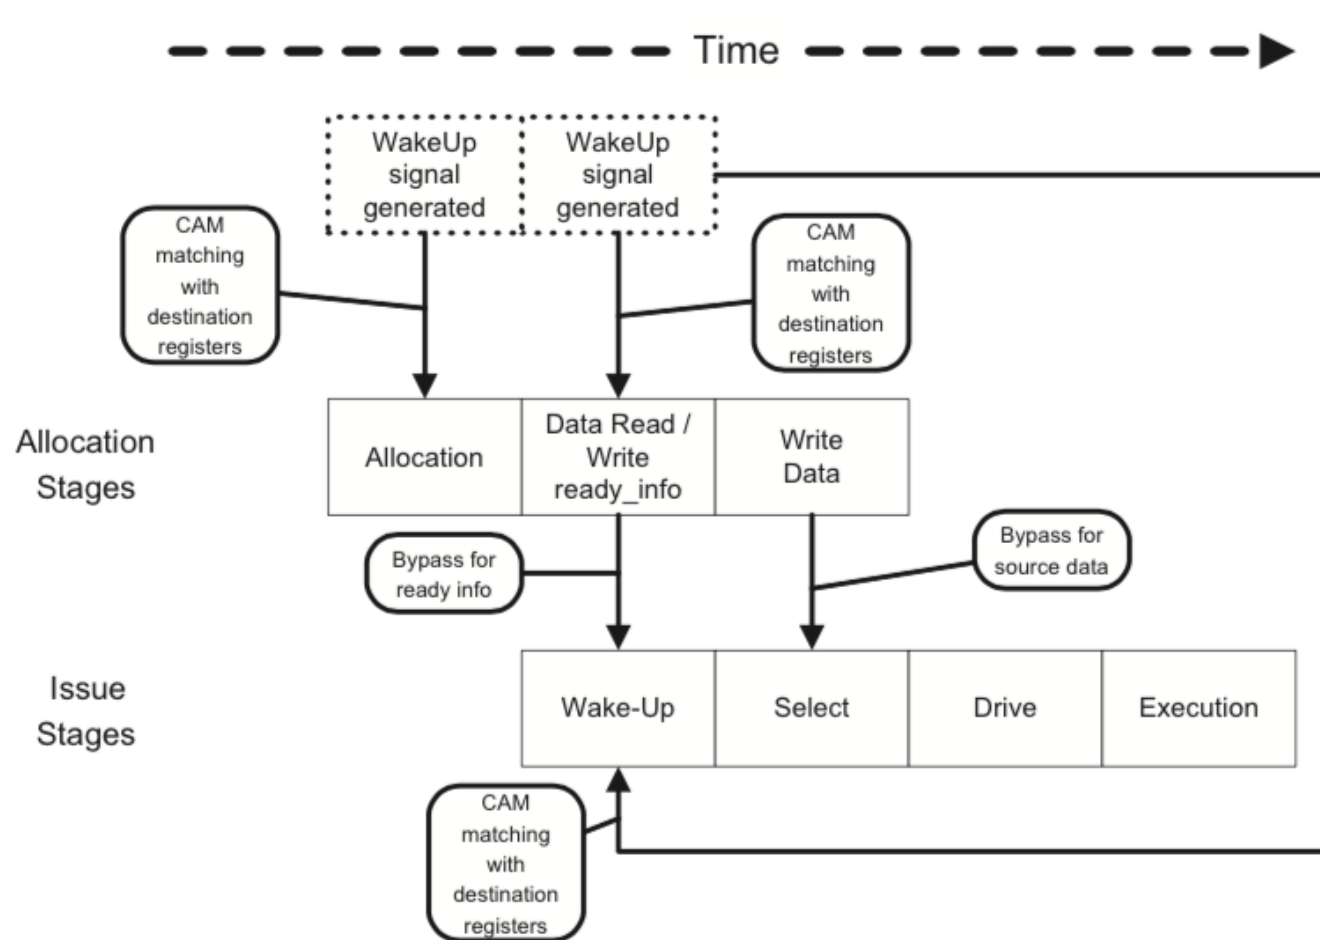 Time
WakeUp
signal
generated
WakeUp
signal
generated
CAM
matching
with
destination
registers
CAM
matching
with
destination
registers
Allocation
Stages
Allocation
Data Read /
Write
ready_info
Write
Data
Bypass for
ready info
Bypass for
source data
Issue
Stages
Wake-Up
Select
Drive
Execution
CAM
matching
with
destination
registers